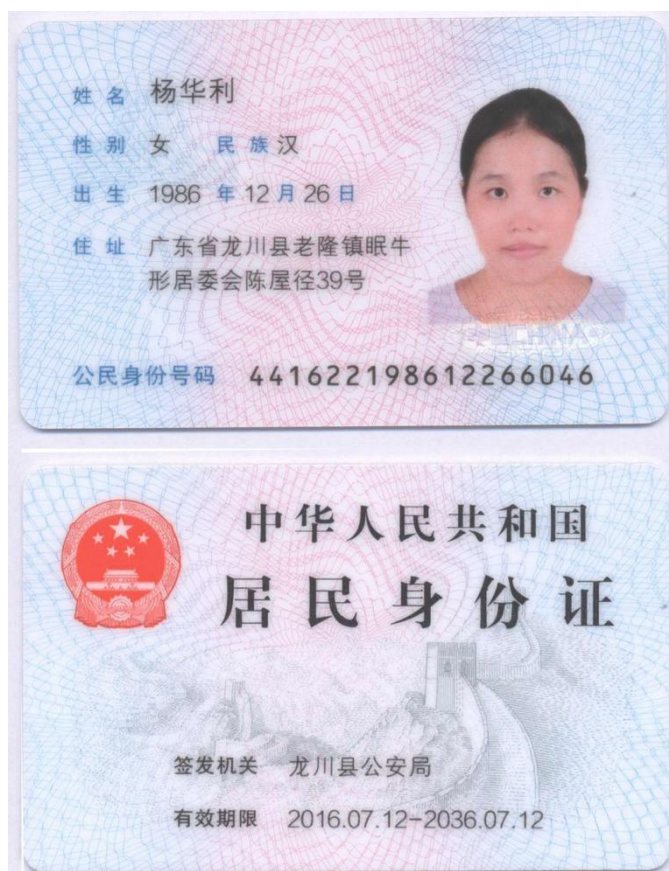 姓名 杨华利
性别 女 民族 汉
出生 1986 年 12 月 26 日
住址 广东省龙川县老隆镇眠牛
形居委会陈屋径39号
公民身份号码 441622198612266046
中华人民共和国
居民身份证
签发机关 龙川县公安局
有效期限 2016.07.12-2036.07.12